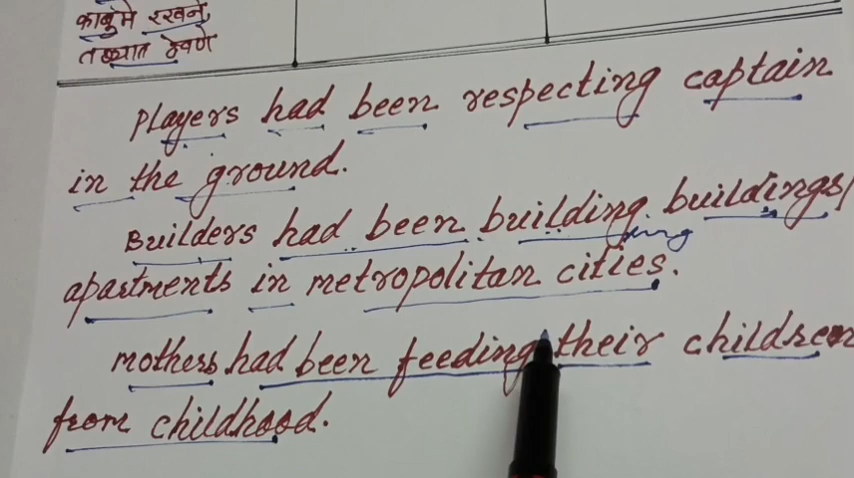 काबुमे रखने,
तब्यात ठेवणे
Players had been respecting captain
in the ground.
Builders had been building buildings/
ing
apartments in metropolitan cities.
mothers had been feeding their children
from childhood.